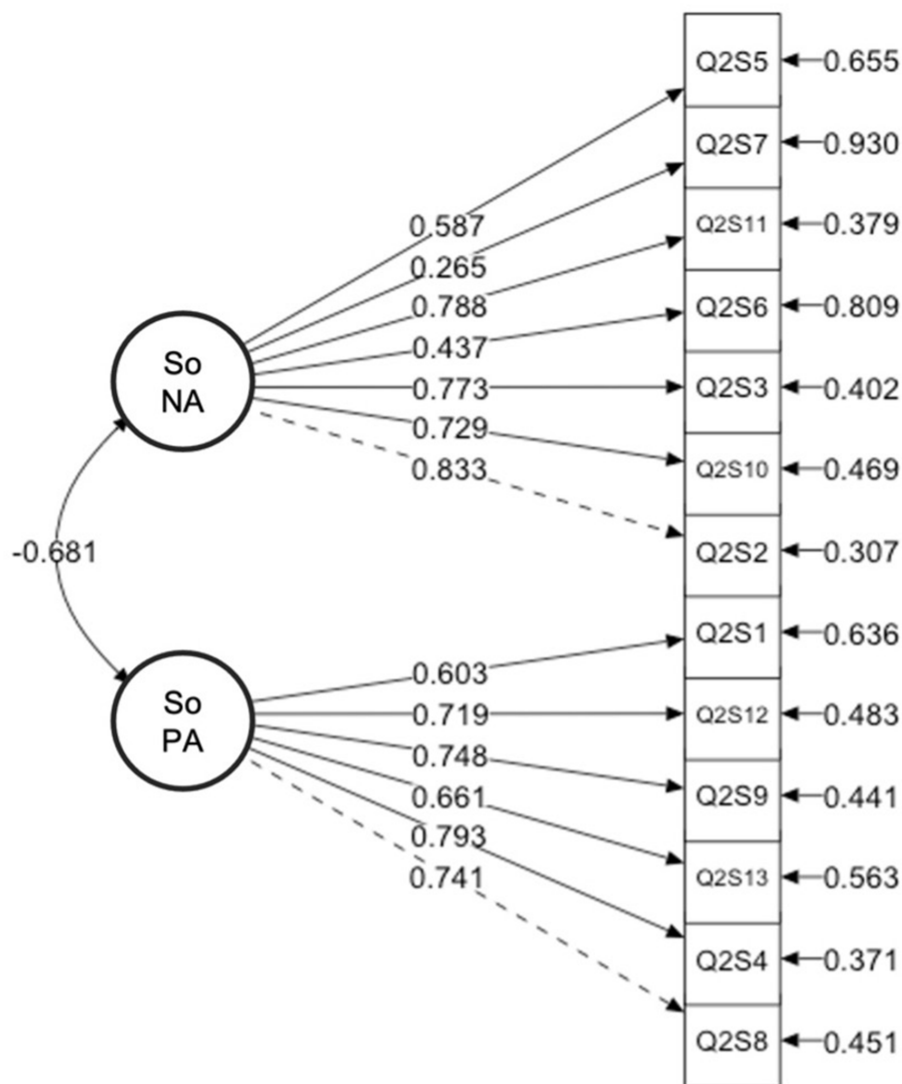 Q2S5 0.655
Q2S7 0.930
0.587
Q2S11 0.379
0.265
0.788
Q2S6 0.809
0.437
So
NA
0.773
Q2S3 0.402
0.729
0.833
Q2S10 0.469
-0.681
Q2S2 0.307
Q2S1 0.636
0.603
So
PA
0.719
Q2S12 0.483
0.748
Q2S9 0.441
0.661
0.793
0.741
Q2S13 0.563
Q2S4 0.371
Q2S8 0.451